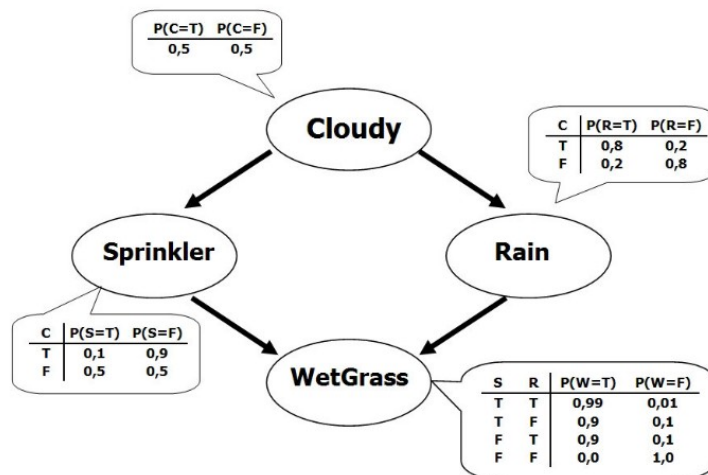 P(C=T) P(C=F)
0,5 0,5
Cloudy
C P(R=T) P(R=F)
T 0,8 0,2
F 0,2 0,8
Sprinkler
Rain
C P(S=T) P(S=F)
T 0,1 0,9
F 0,5 0,5
WetGrass
S R P(W=T) P(W=F)
T T 0,99 0,01
T F 0,9 0,1
F T 0,9 0,1
F F 0,0 1,0